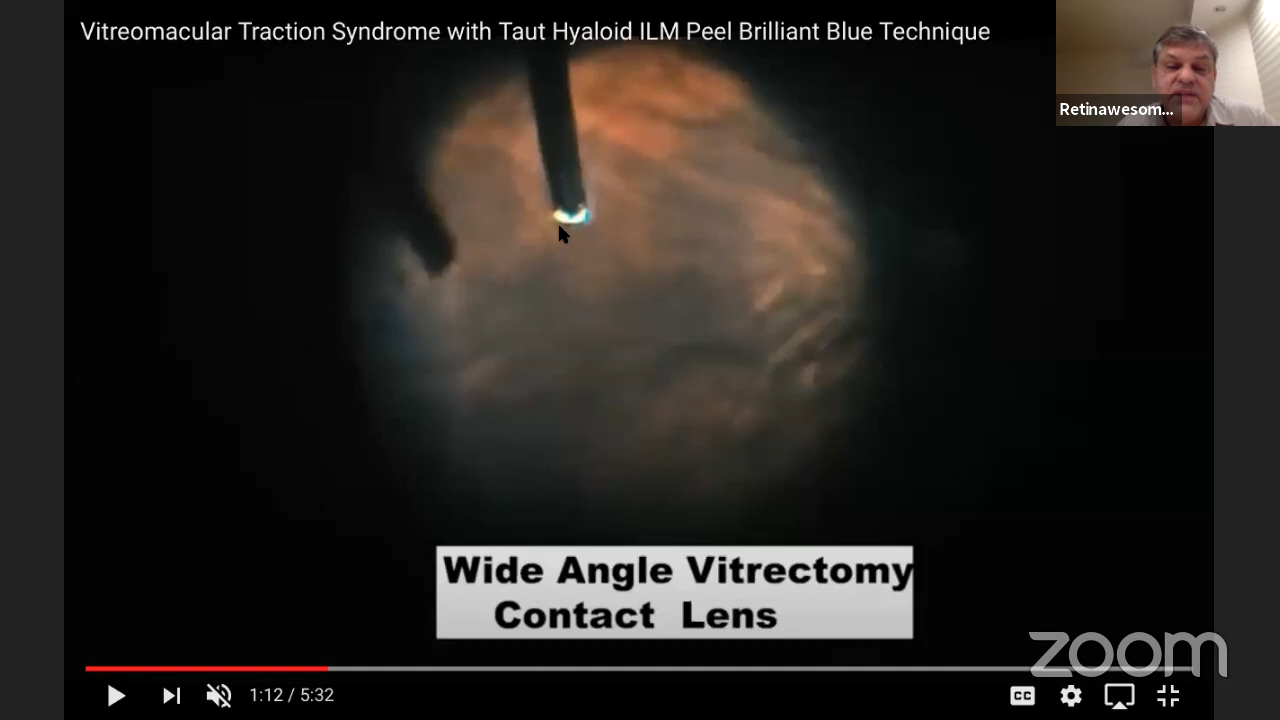 Vitreomacular Traction Syndrome with Taut Hyaloid ILM Peel Brilliant Blue Technique
Retinawesom...
Wide Angle Vitrectomy
Contact Lens
zoom
1:12 / 5:32
CC